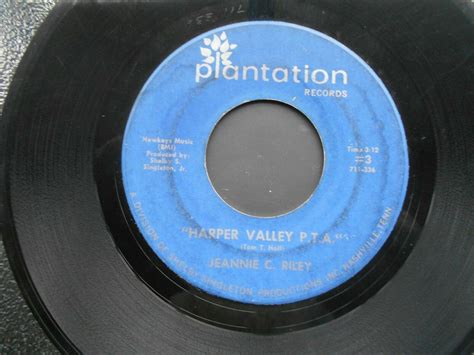 plantation
RECORDS
Newkeys Music
(BMI)
Produced by:
Shelby S.
Singleton, Jr.
Time 3:12
=3
"HARPER VALLEY P.T.A."
(Tom T. Hall)
JEANNIE C. RILEY
A DIVISION OF SHELBY SINGLETON PRODUCTIONS INC. NASHVILLE, TENN